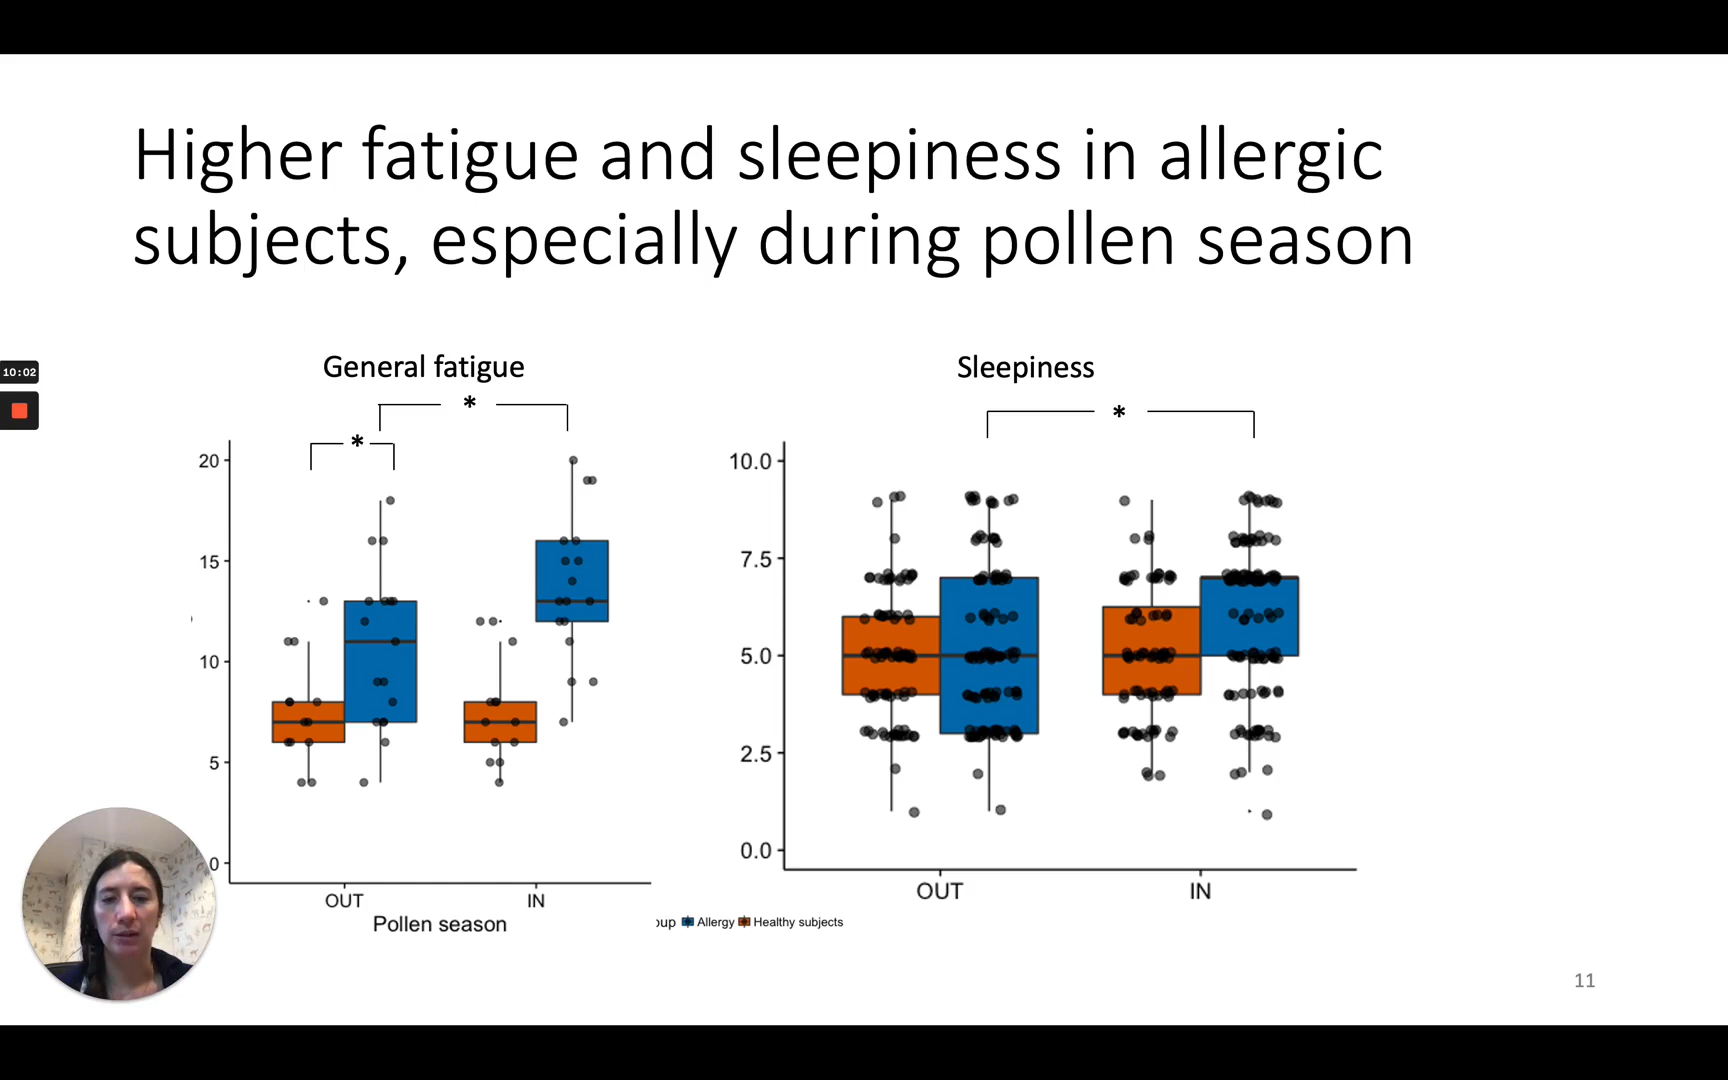 Higher fatigue and sleepiness in allergic
subjects, especially during pollen season
10:02
General fatigue
*
*
20
15
10
5
0
OUT
IN
Pollen season
Sleepiness
*
10.0
7.5
5.0
2.5
0.0
OUT
IN
oup Allergy Healthy subjects
11